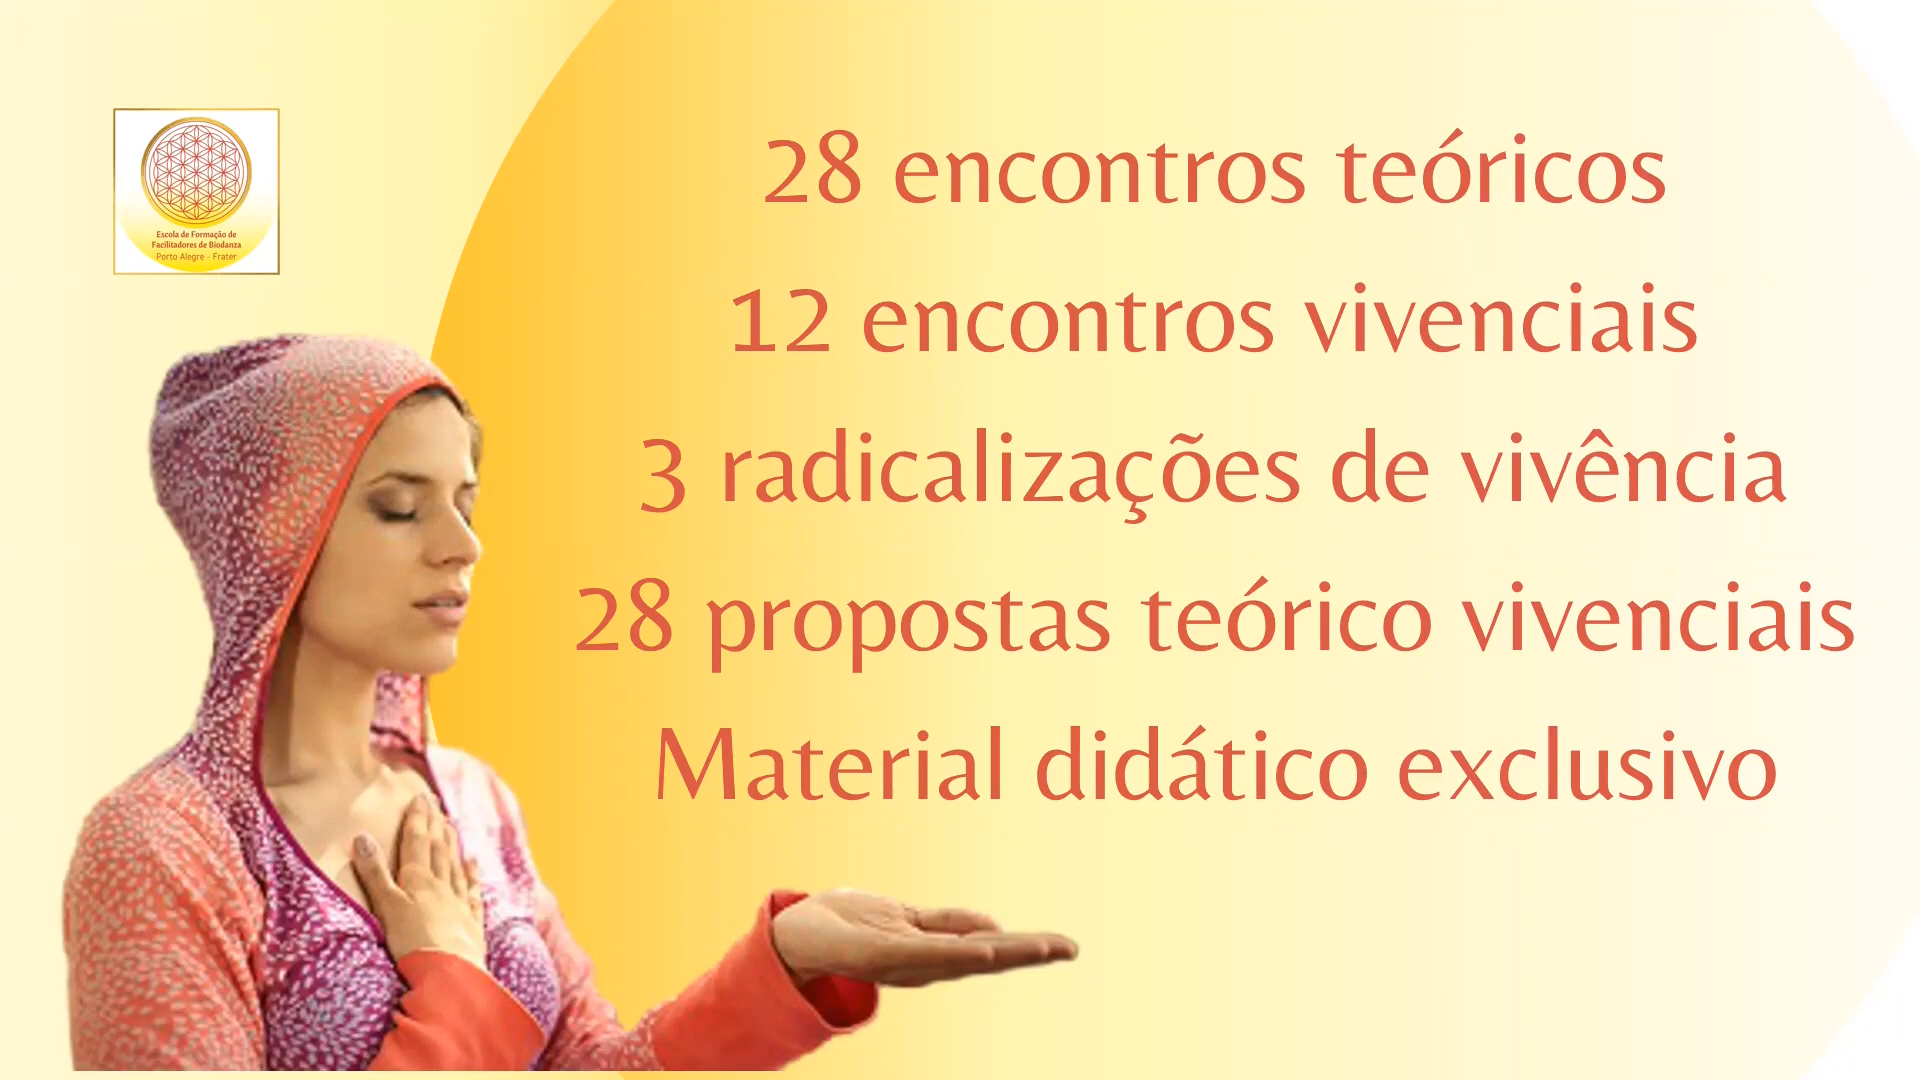 Escola de Formação de
Facilitadores de Biodanza
Porto Alegre - Frater
28 encontros teóricos
12 encontros vivenciais
3 radicalizações de vivência
28 propostas teórico vivenciais
Material didático exclusivo